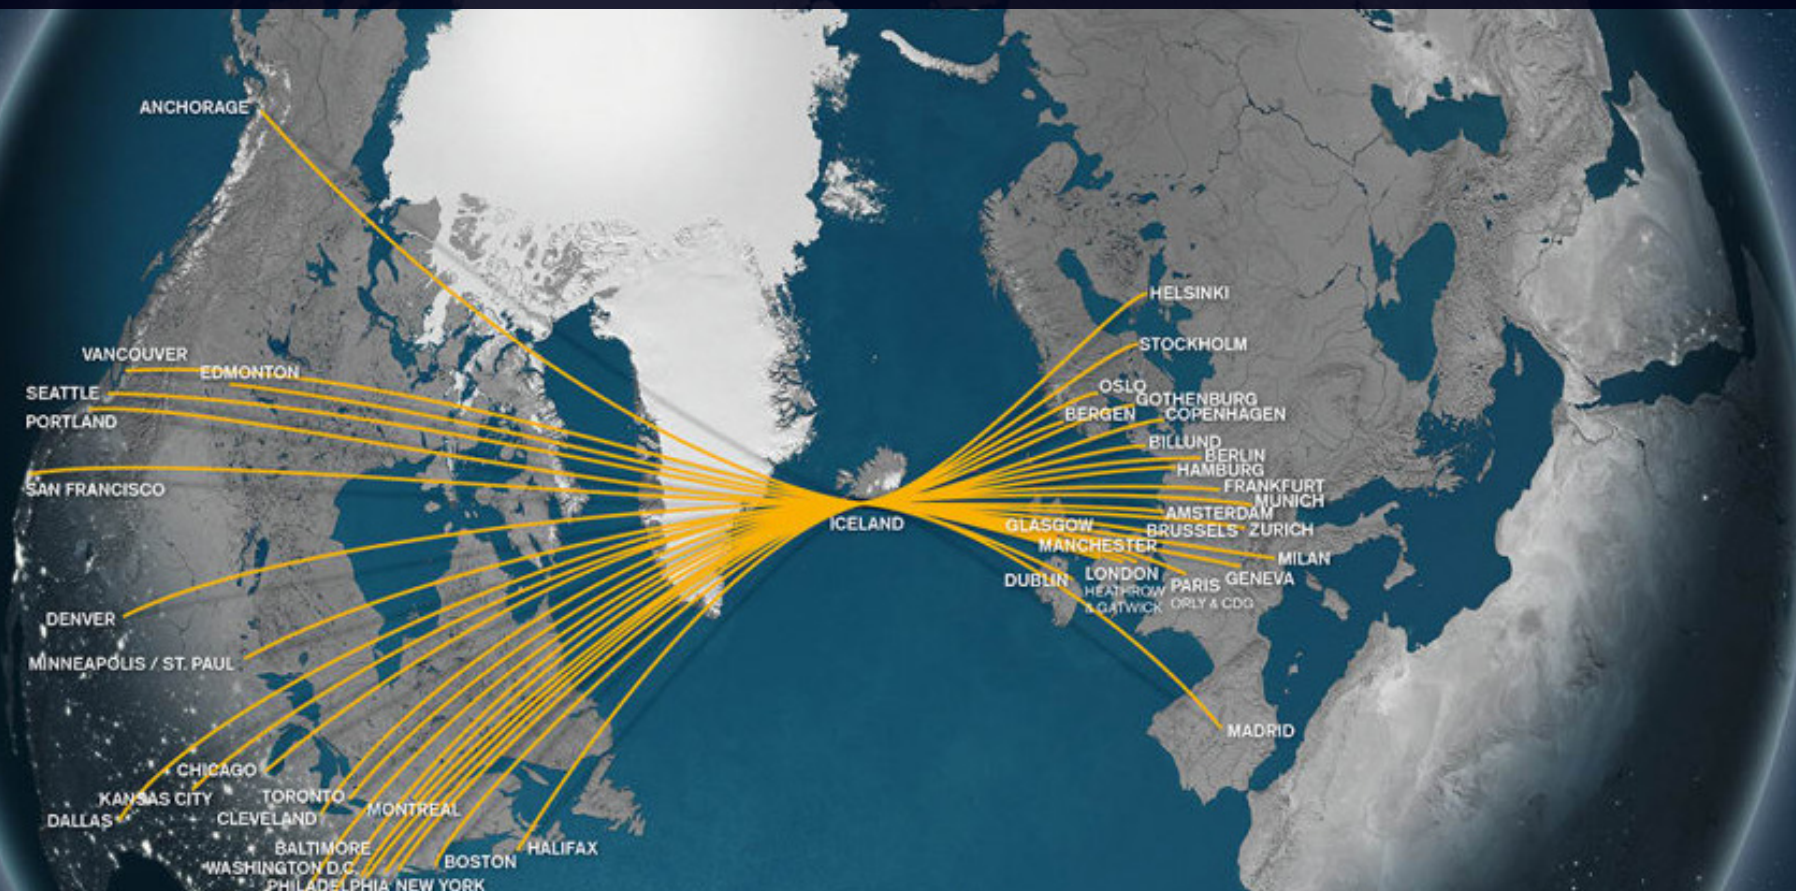 ANCHORAGE
HELSINKI
STOCKHOLM
VANCOUVER
EDMONTON
SEATTLE
PORTLAND
OSLO
GOTHENBURG
BERGEN
COPENHAGEN
BILLUND
BERLIN
HAMBURG
SAN FRANCISCO
FRANKFURT
MUNICH
AMSTERDAM
ICELAND
GLASGOW
BRUSSELS
ZURICH
MANCHESTER
MILAN
DUBLIN
LONDON
HEATHROW
& GATWICK
PARIS
ORLY & CDG
GENEVA
DENVER
MINNEAPOLIS / ST. PAUL
MADRID
CHICAGO
KANSAS CITY
TORONTO
MONTREAL
DALLAS
CLEVELAND
BALTIMORE
HALIFAX
WASHINGTON D.C.
BOSTON
PHILADELPHIA
NEW YORK